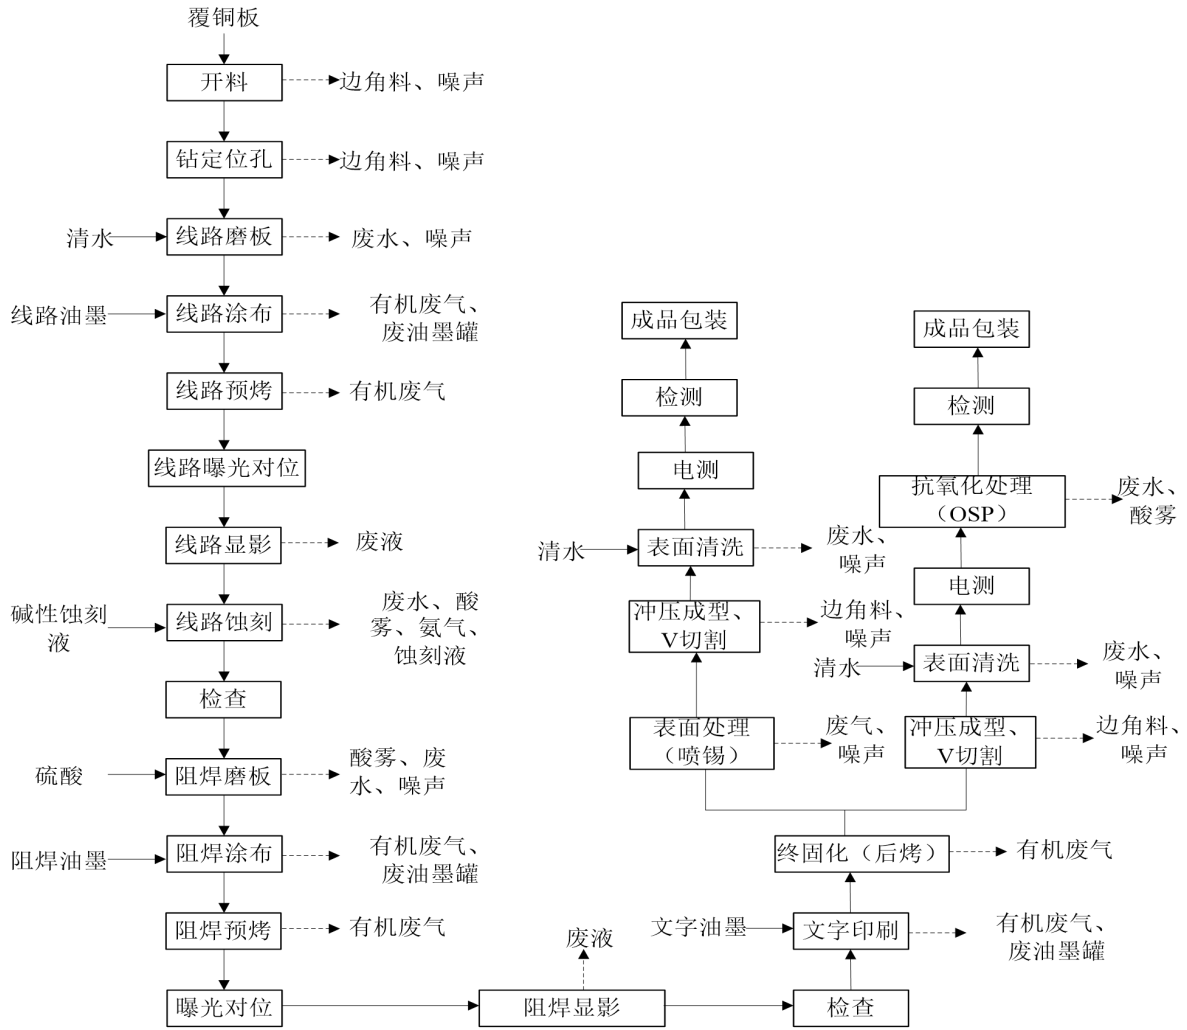 覆铜板
开料
边角料、噪声
钻定位孔
边角料、噪声
清水
线路磨板
废水、噪声
线路油墨
线路涂布
有机废气、
废油墨罐
线路预烤
有机废气
线路曝光对位
线路显影
废液
碱性蚀刻
液
线路蚀刻
废水、酸
雾、氨气、
蚀刻液
检查
硫酸
阻焊磨板
酸雾、废
水、噪声
阻焊油墨
阻焊涂布
有机废气、
废油墨罐
阻焊预烤
有机废气
曝光对位
阻焊显影
废液
检查
文字油墨
文字印刷
有机废气、
废油墨罐
终固化（后烤）
有机废气
表面处理
（喷锡）
废气、
噪声
冲压成型、
V切割
边角料、
噪声
清水
表面清洗
废水、
噪声
电测
检测
成品包装
冲压成型、
V切割
边角料、
噪声
清水
表面清洗
废水、
噪声
电测
抗氧化处理
（OSP）
废水、
酸雾
检测
成品包装